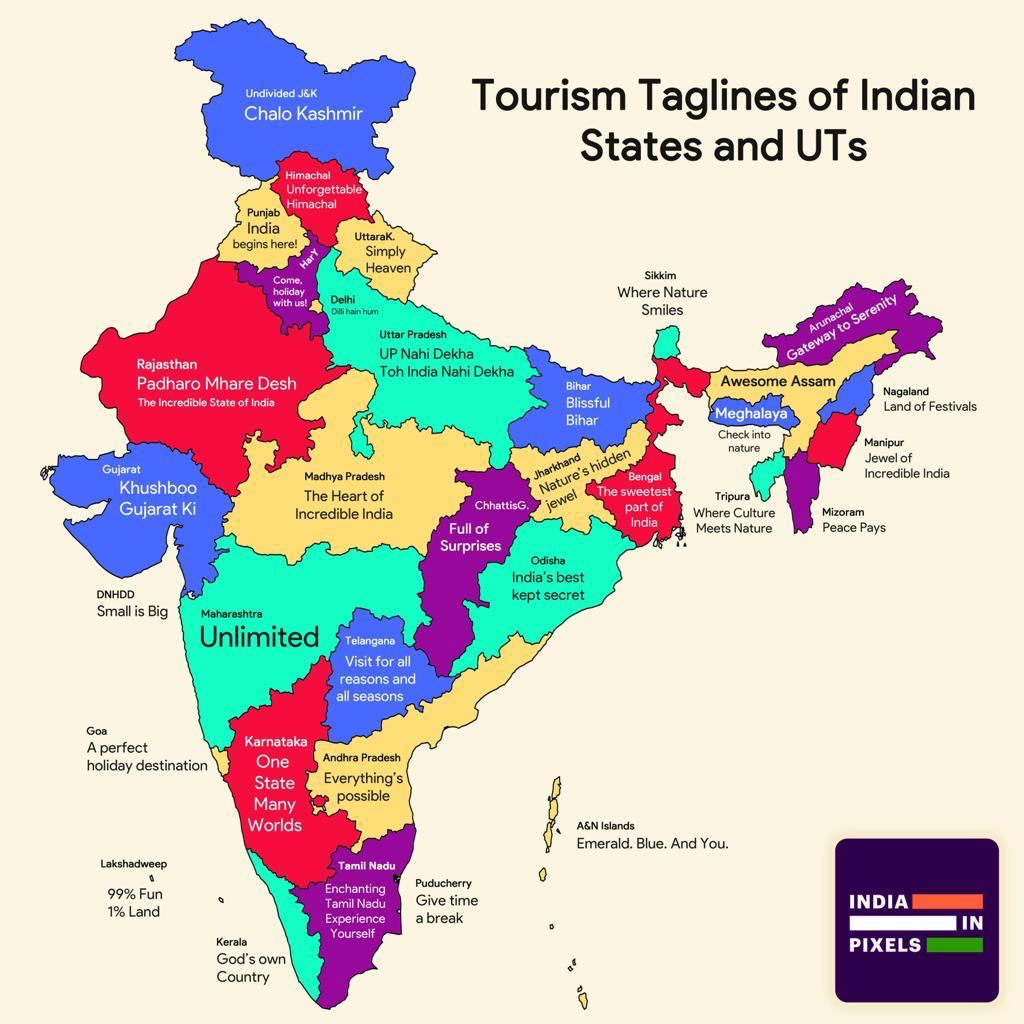 Tourism Taglines of Indian
States and UTs
Undivided J&K
Chalo Kashmir
Himachal
Unforgettable
Himachal
Punjab
India
begins here!
UttaraK.
Simply
Heaven
HarY
Come,
holiday
with us!
Delhi
Dilli hain hum
Uttar Pradesh
UP Nahi Dekha
Toh India Nahi Dekha
Rajasthan
Padharo Mhare Desh
The Incredible State of India
Sikkim
Where Nature
Smiles
Arunachal
Gateway to Serenity
Awesome Assam
Nagaland
Land of Festivals
Meghalaya
Check into
nature
Manipur
Jewel of
Incredible India
Tripura
Where Culture
Meets Nature
Mizoram
Peace Pays
Bihar
Blissful
Bihar
Jharkhand
Nature's hidden
jewel
Bengal
The sweetest
part of
India
Gujarat
Khushboo
Gujarat Ki
Madhya Pradesh
The Heart of
Incredible India
ChhattisG.
Full of
Surprises
Odisha
India's best
kept secret
DNHDD
Small is Big
Maharashtra
Unlimited
Telangana
Visit for all
reasons and
all seasons
Goa
A perfect
holiday destination
Karnataka
One
State
Many
Worlds
Andhra Pradesh
Everything's
possible
A&N Islands
Emerald. Blue. And You.
Lakshadweep
99% Fun
1% Land
Tamil Nadu
Enchanting
Tamil Nadu
Experience
Yourself
Puducherry
Give time
a break
Kerala
God's own
Country
INDIA
IN
PIXELS